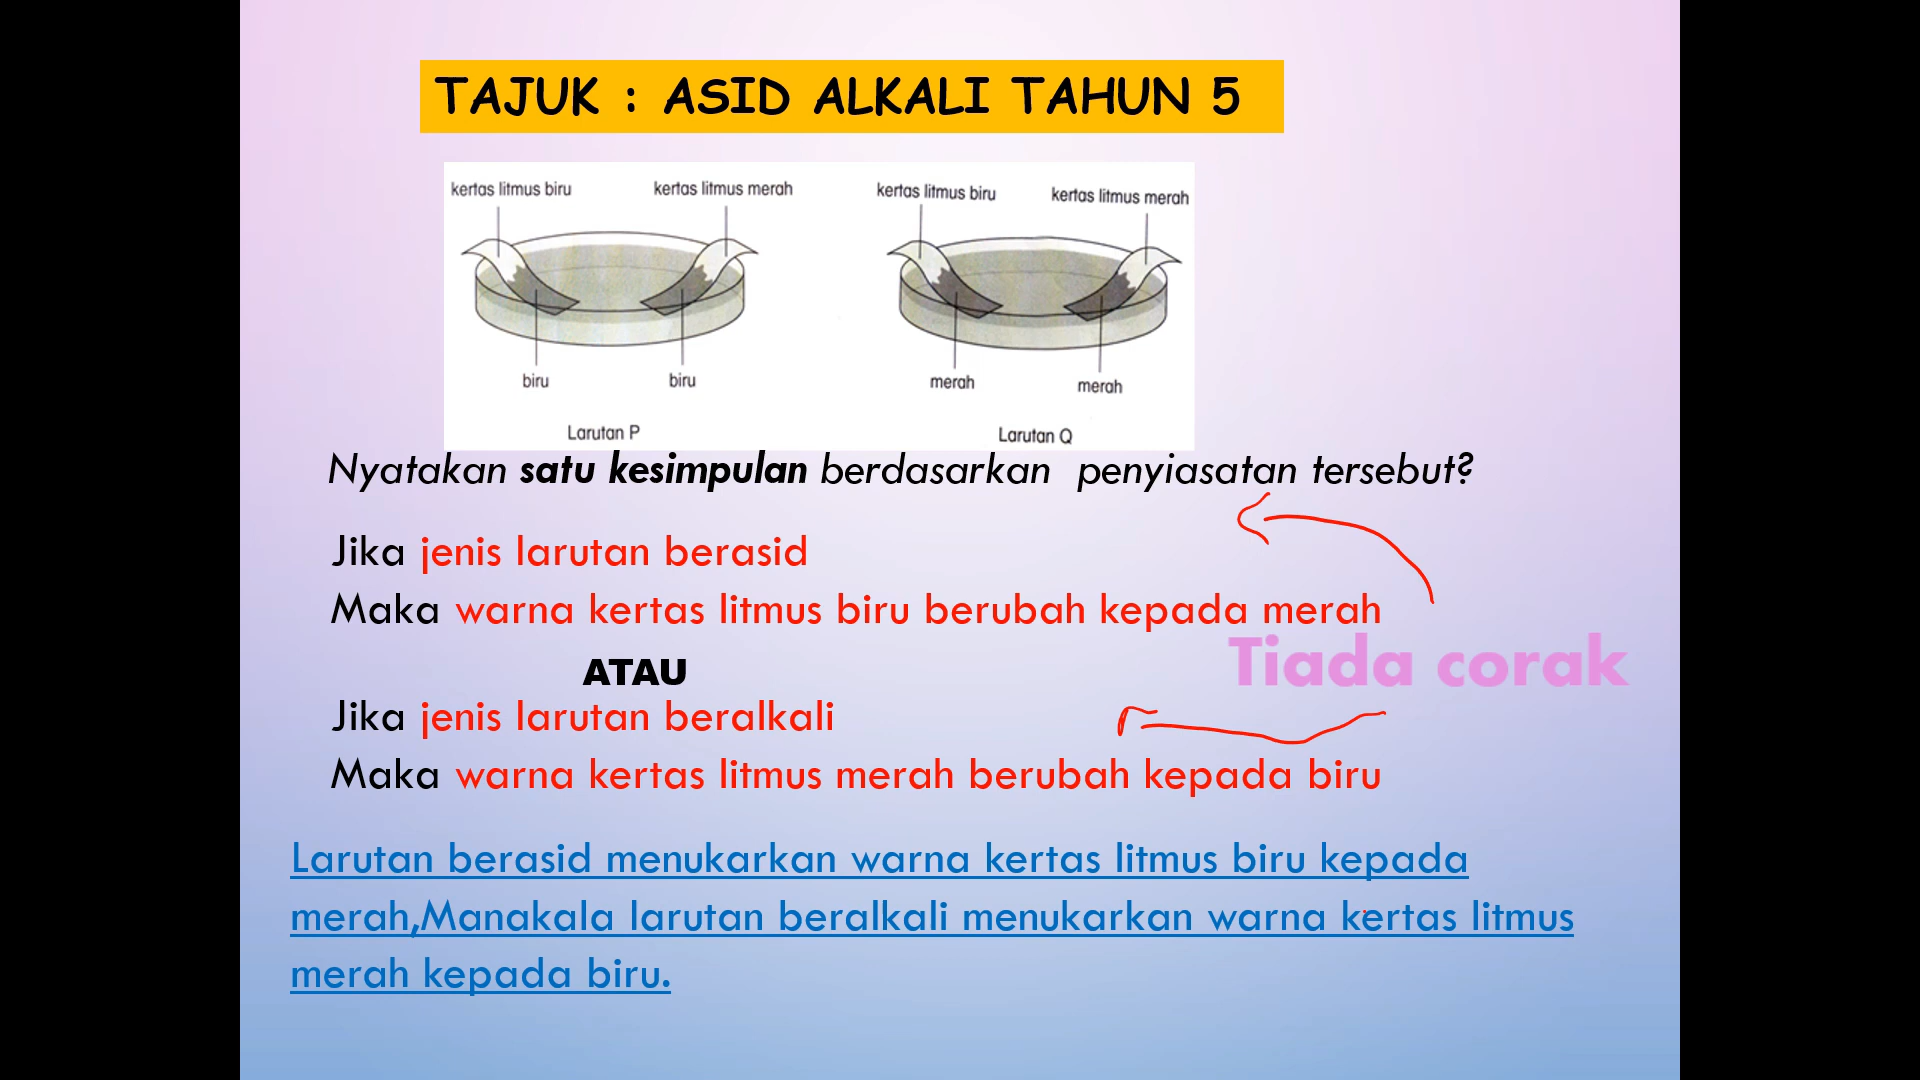 TAJUK : ASID ALKALI TAHUN 5
kertas litmus biru
kertas litmus merah
kertas litmus biru
kertas litmus merah
biru
biru
merah
merah
Larutan P
Larutan Q
Nyatakan satu kesimpulan berdasarkan penyiasatan tersebut?
Jika jenis larutan berasid
Maka warna kertas litmus biru berubah kepada merah
Tiada corak
ATAU
Jika jenis larutan beralkali
Maka warna kertas litmus merah berubah kepada biru
Larutan berasid menukarkan warna kertas litmus biru kepada
merah,Manakala larutan beralkali menukarkan warna kertas litmus
merah kepada biru.